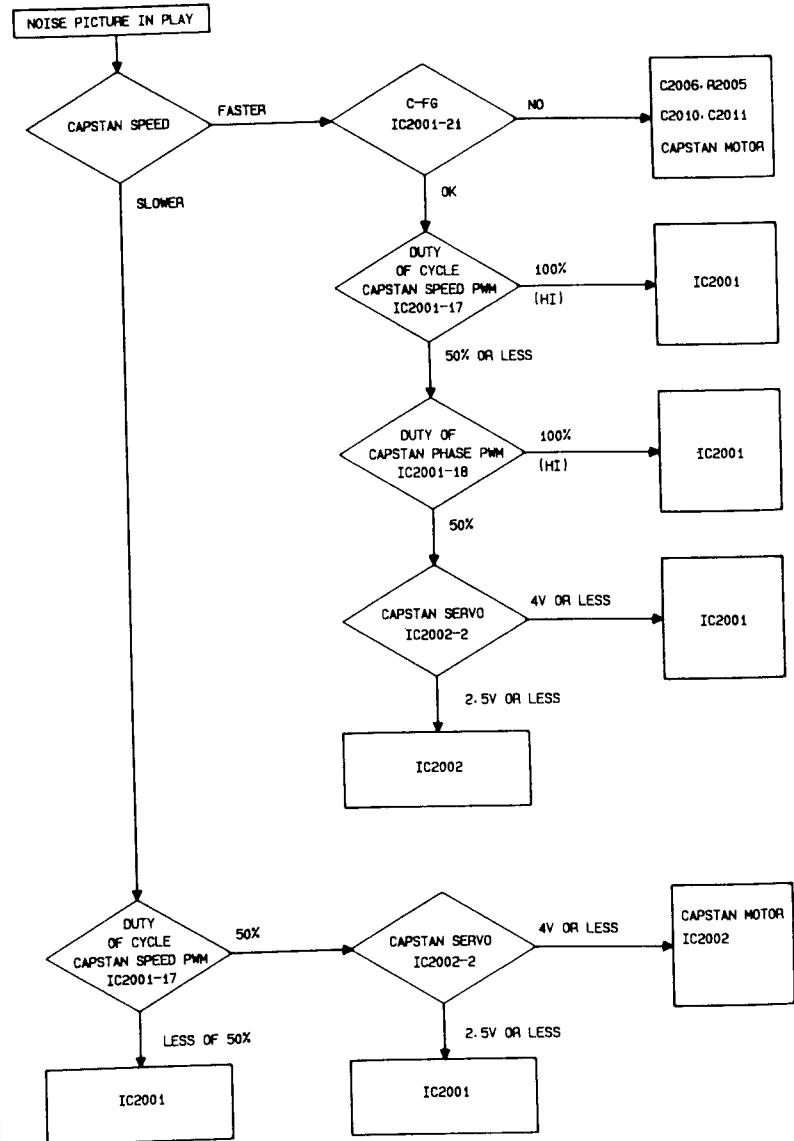 NOISE PICTURE IN PLAY
CAPSTAN SPEED
FASTER
C-FG
IC2001-21
NO
C2006, R2005
C2010, C2011
CAPSTAN MOTOR
SLOWER
OK
DUTY
OF CYCLE
CAPSTAN SPEED PWM
IC2001-17
100%
(HI)
IC2001
50% OR LESS
DUTY OF
CAPSTAN PHASE PWM
IC2001-18
100%
(HI)
IC2001
50%
CAPSTAN SERVO
IC2002-2
4V OR LESS
IC2001
2.5V OR LESS
IC2002
DUTY
OF CYCLE
CAPSTAN SPEED PWM
IC2001-17
50%
CAPSTAN SERVO
IC2002-2
4V OR LESS
CAPSTAN MOTOR
IC2002
LESS OF 50%
2.5V OR LESS
IC2001
IC2001